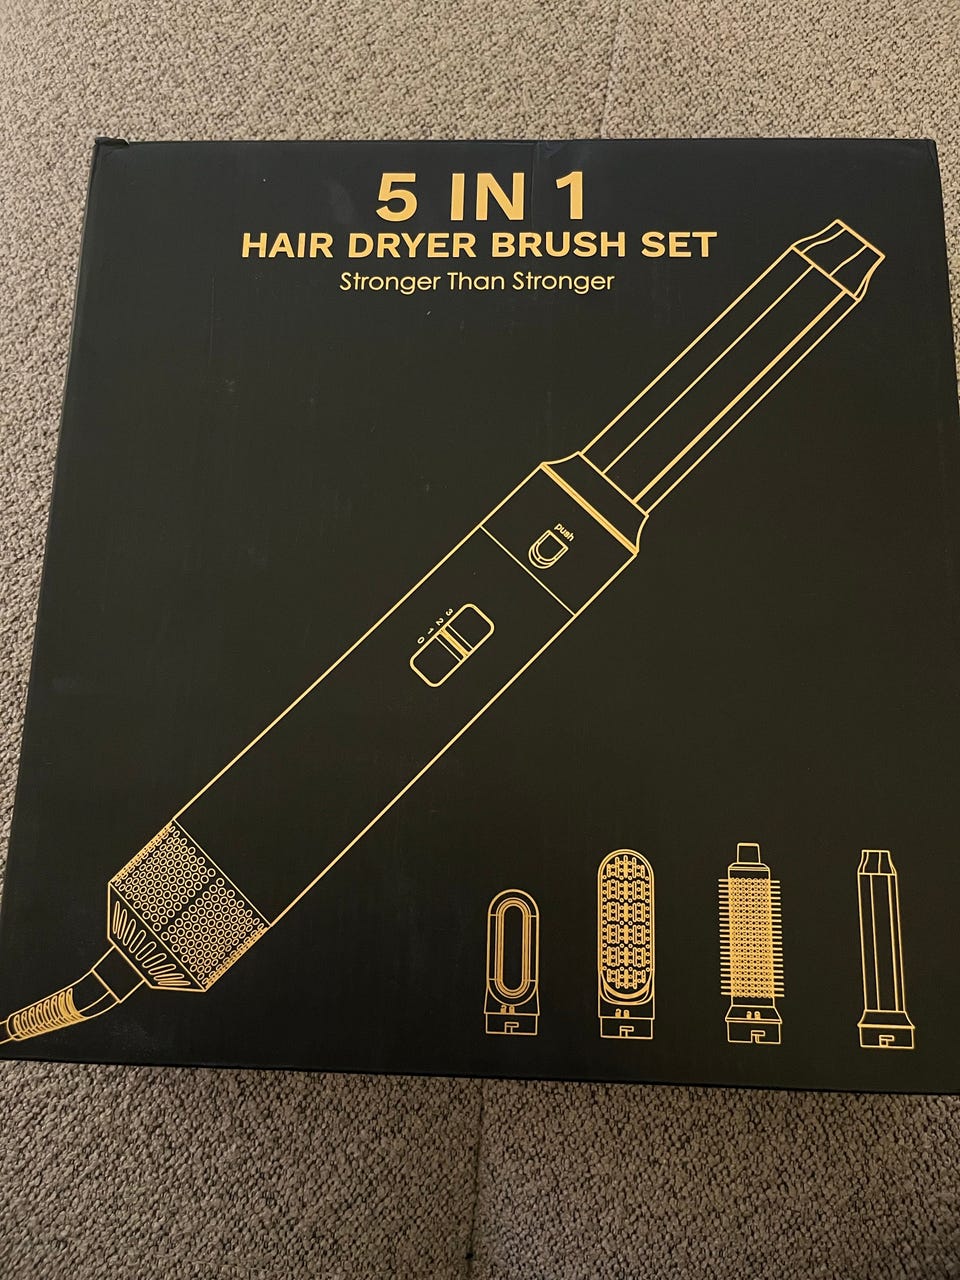 5 IN 1
HAIR DRYER BRUSH SET
Stronger Than Stronger
push
3 2 1 0